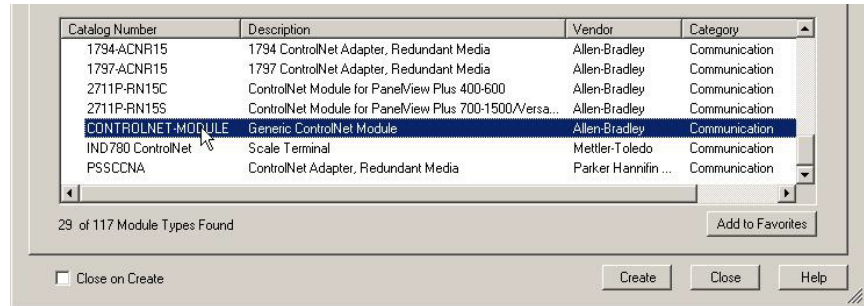 Catalog Number Description Vendor Category
1794-ACNR15 1794 ControlNet Adapter, Redundant Media Allen-Bradley Communication
1797-ACNR15 1797 ControlNet Adapter, Redundant Media Allen-Bradley Communication
2711P-RN15C ControlNet Module for PanelView Plus 400-600 Allen-Bradley Communication
2711P-RN15S ControlNet Module for PanelView Plus 700-1500/Versa... Allen-Bradley Communication
CONTROLNET-MODULE Generic ControlNet Module Allen-Bradley Communication
IND780 ControlNet Scale Terminal Mettler-Toledo Communication
PSSCCNA ControlNet Adapter, Redundant Media Parker Hannifin ... Communication
29 of 117 Module Types Found Add to Favorites
Close on Create Create Close Help